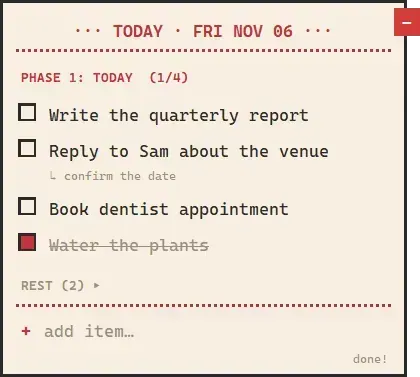 ··· TODAY · FRI NOV 06 ···
PHASE 1: TODAY (1/4)
Write the quarterly report
Reply to Sam about the venue
└ confirm the date
Book dentist appointment
Water the plants
REST (2) ▸
+ add item…
done!